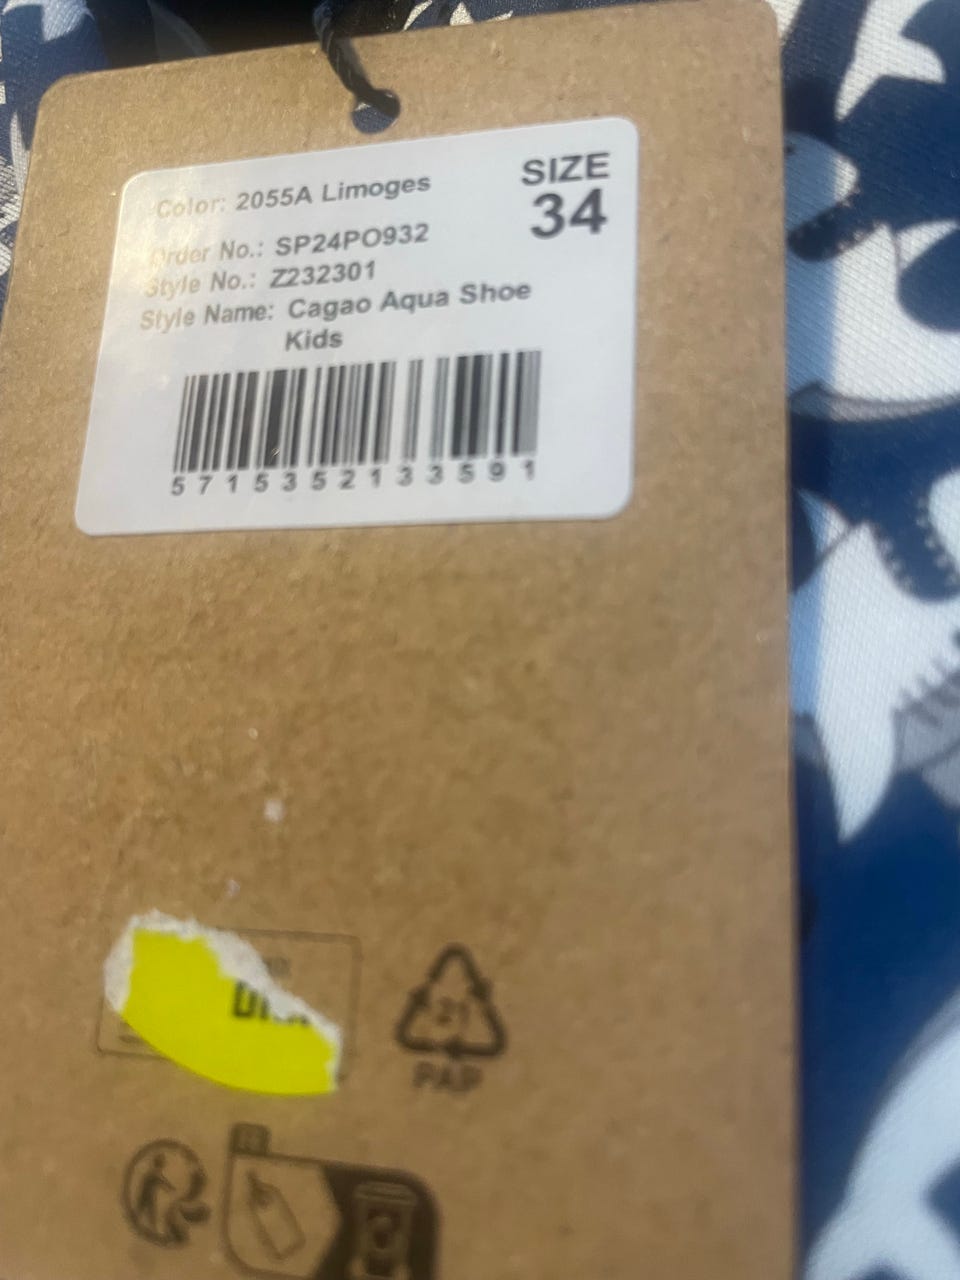 Color: 2055A Limoges
SIZE
34
Order No.: SP24PO932
Style No.: Z232301
Style Name: Cagao Aqua Shoe
Kids
5715352133591
21
PAP